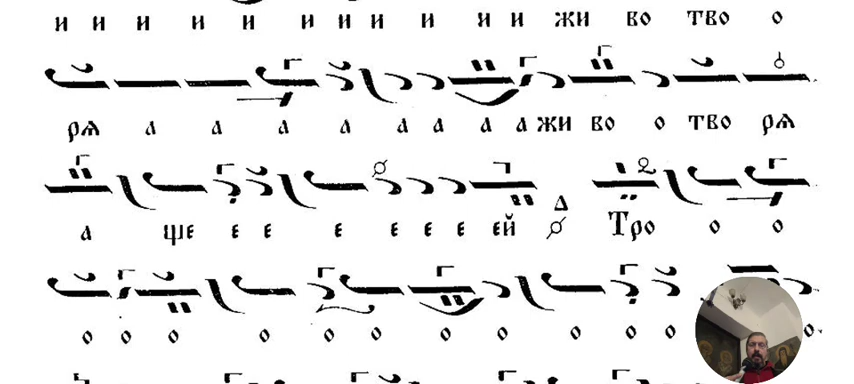 и и и и и и и и и и и жи во тво о
рѧ а а а а а а а а жи во о тво рѧ
а ще е е е е е е ей Δ Тро о о
о о о о о о о о о о о о